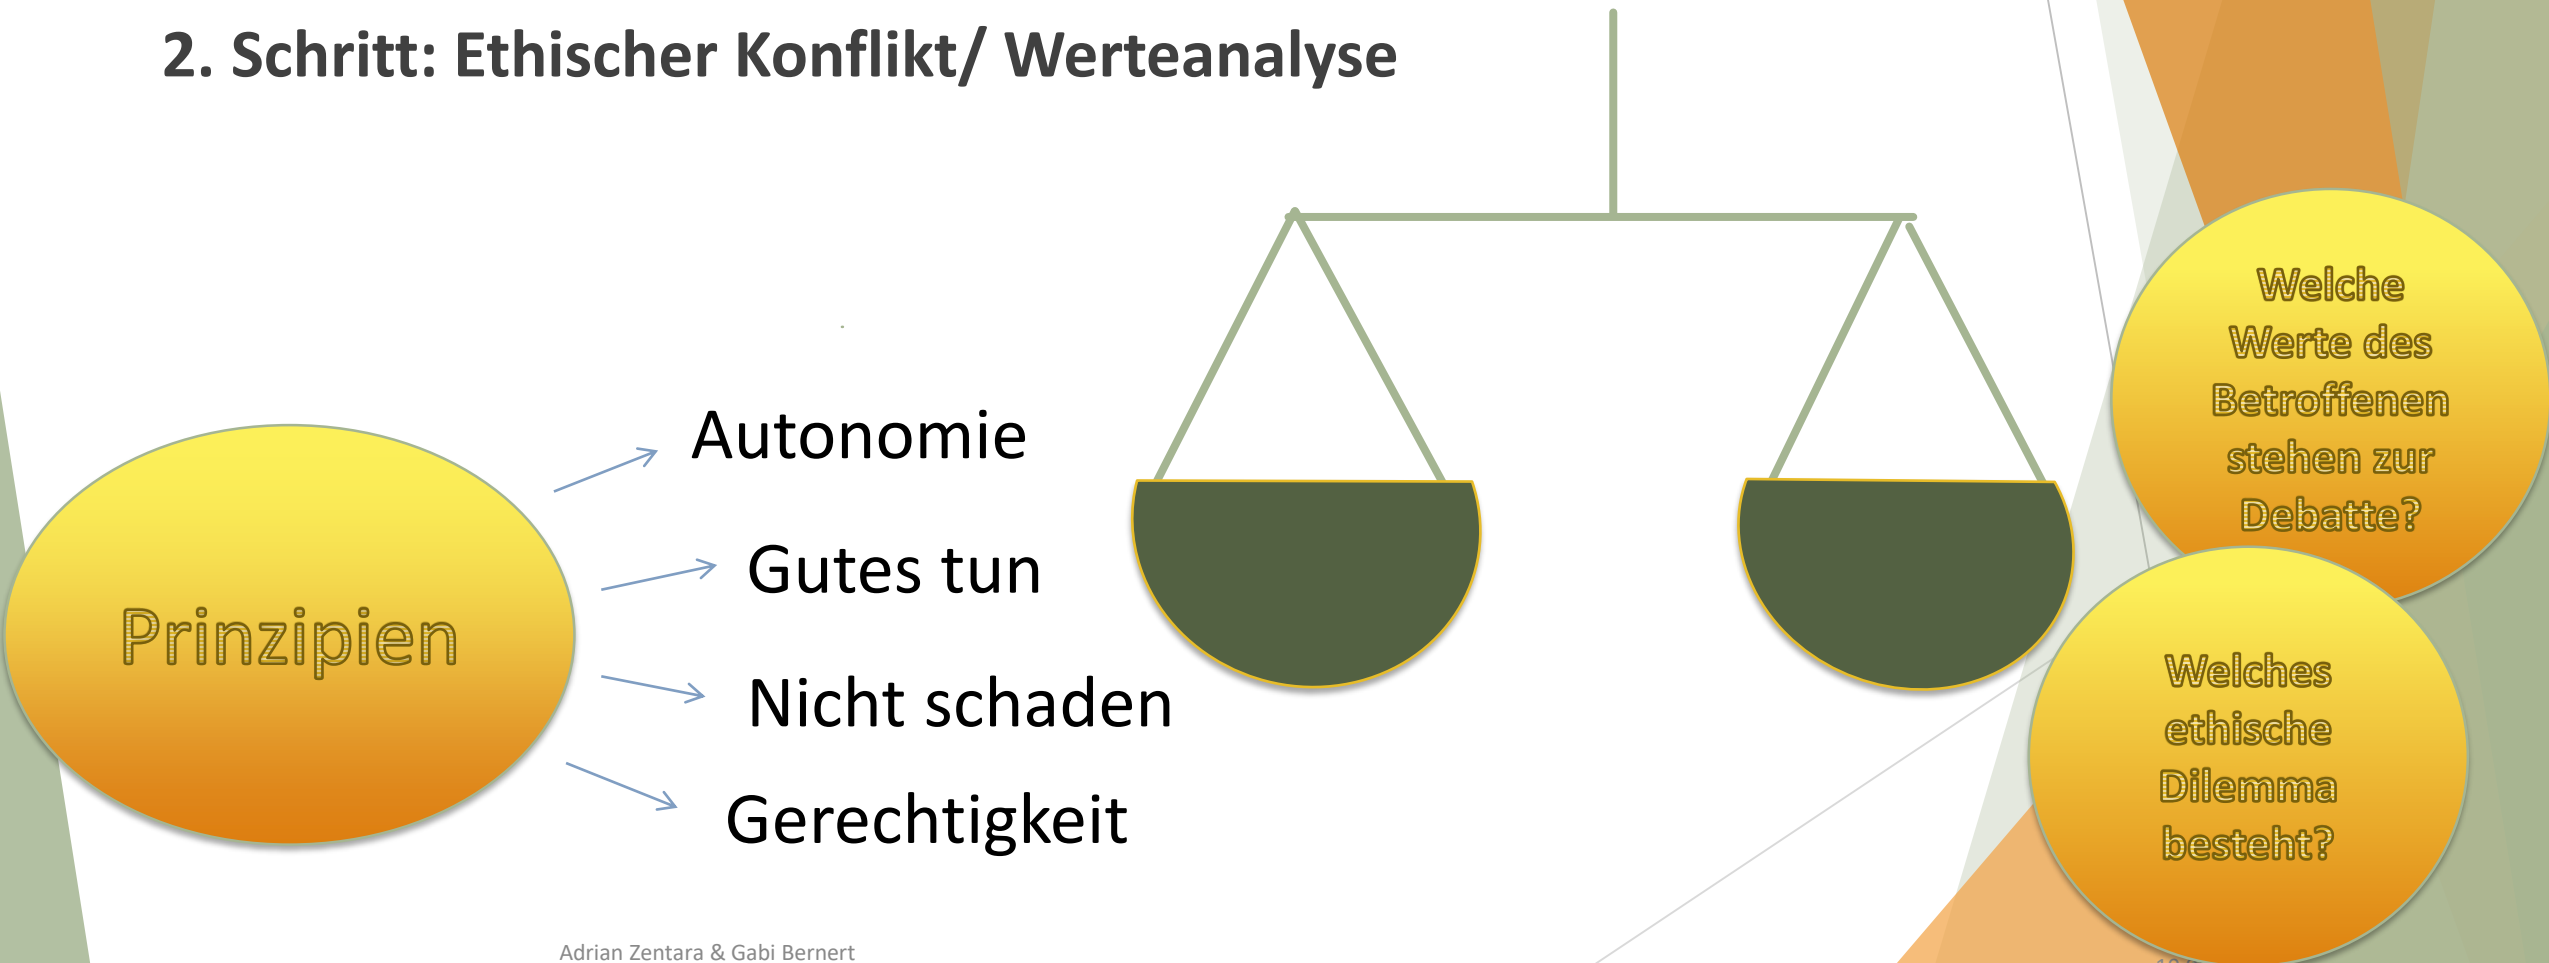 2. Schritt: Ethischer Konflikt/ Werteanalyse
Prinzipien
Autonomie
Gutes tun
Nicht schaden
Gerechtigkeit
Welche
Werte des
Betroffenen
stehen zur
Debatte?
Welches
ethische
Dilemma
besteht?
Adrian Zentara & Gabi Bernert